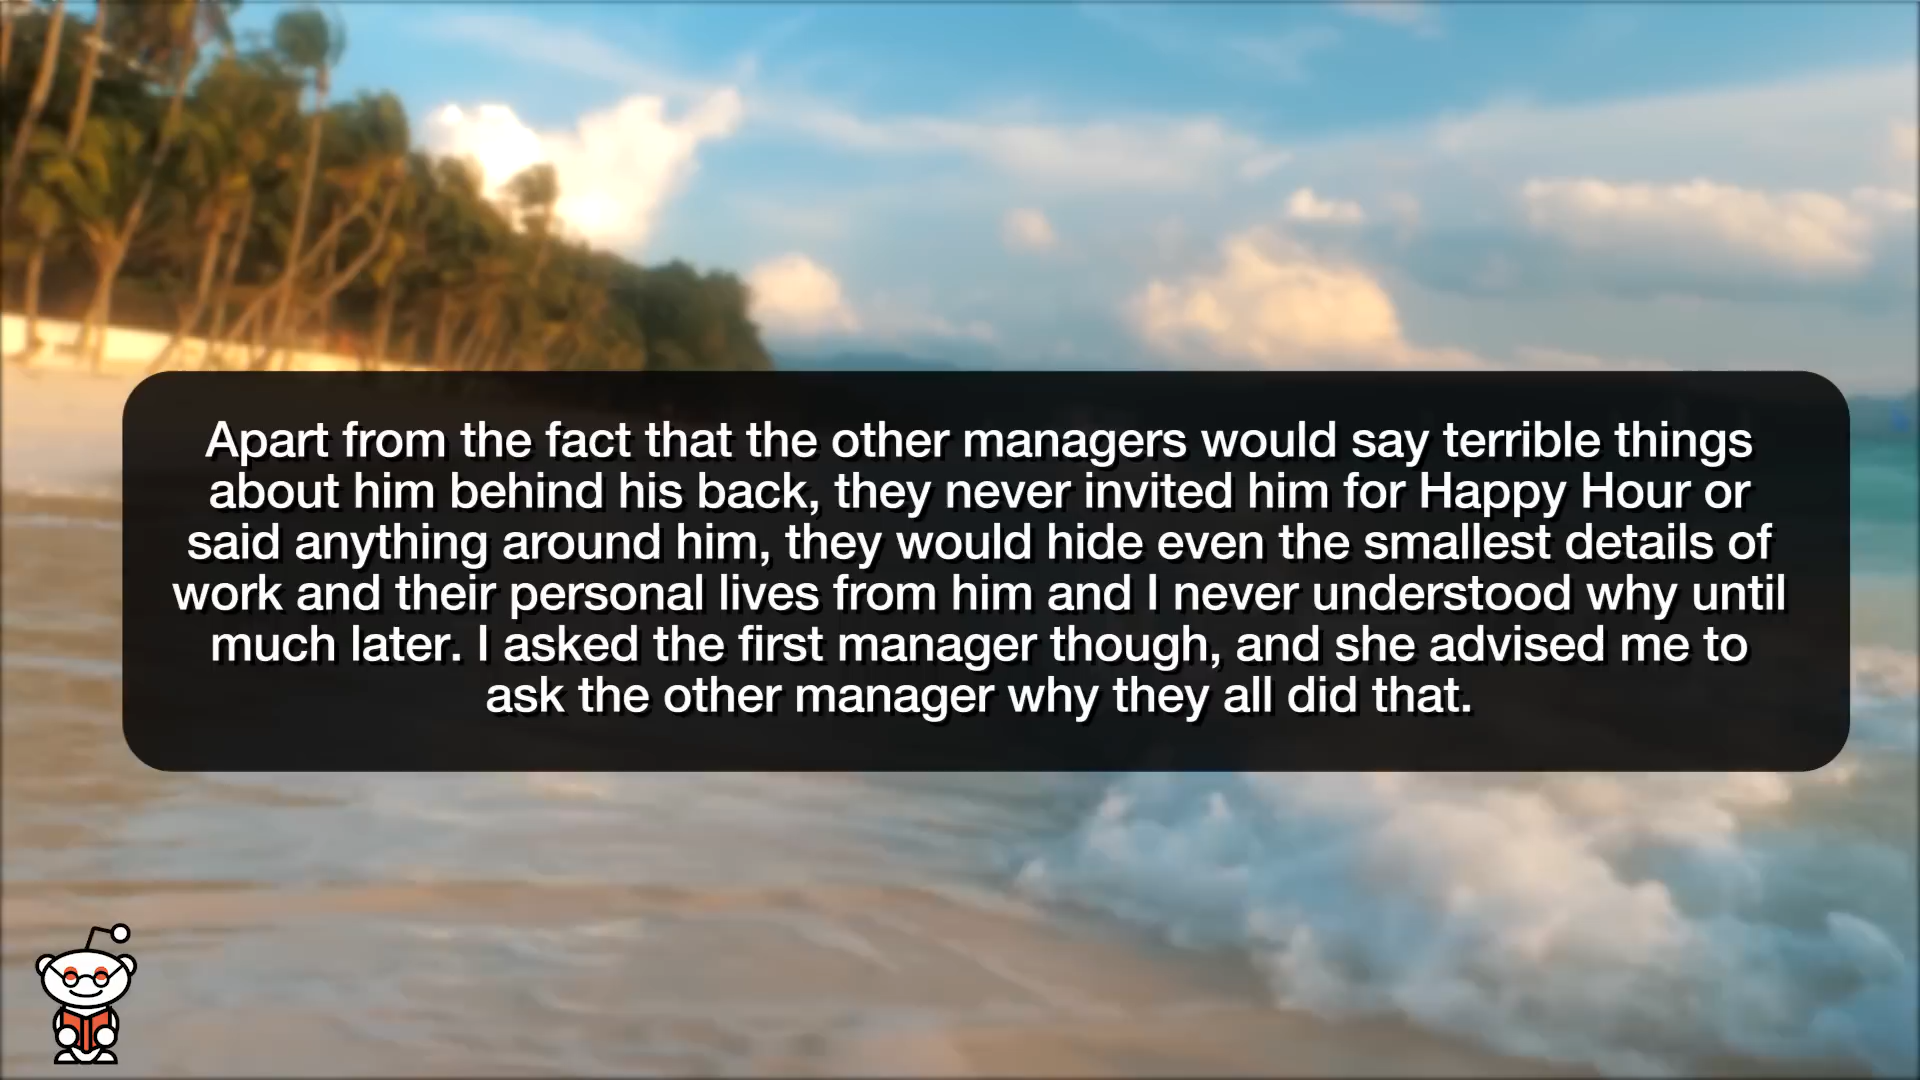 Apart from the fact that the other managers would say terrible things
about him behind his back, they never invited him for Happy Hour or
said anything around him, they would hide even the smallest details of
work and their personal lives from him and I never understood why until
much later. I asked the first manager though, and she advised me to
ask the other manager why they all did that.